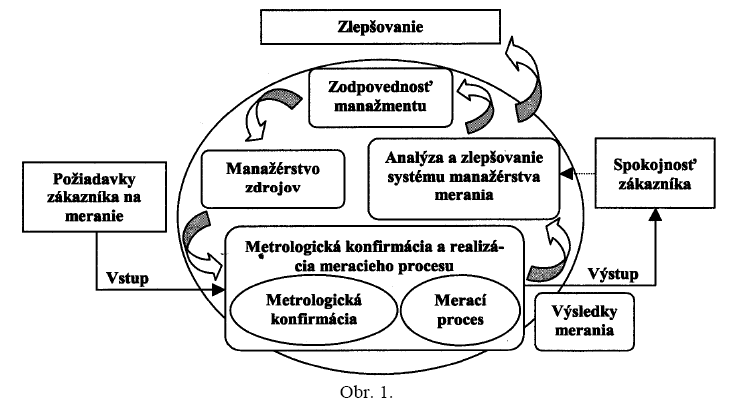 Zlepšovanie
Zodpovednosť
manažmentu
Manažérstvo
zdrojov
Analýza a zlepšovanie
systému manažérstva
merania
Požiadavky
zákazníka na
meranie
Spokojnosť
zákazníka
Metrologická konfirmácia a realizá-
cia meracieho procesu
Vstup
Výstup
Metrologická
konfirmácia
Merací
proces
Výsledky
merania
Obr. 1.